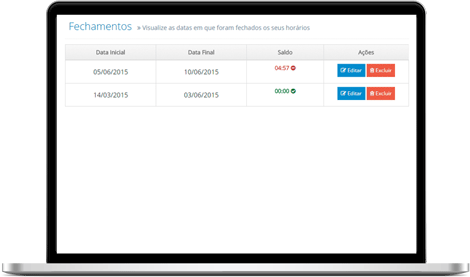 Fechamentos » Visualize as datas em que foram fechados os seus horários
Data Inicial Data Final Saldo Ações
05/06/2015 10/06/2015 04:57 Editar Excluir
14/03/2015 03/06/2015 00:00 Editar Excluir